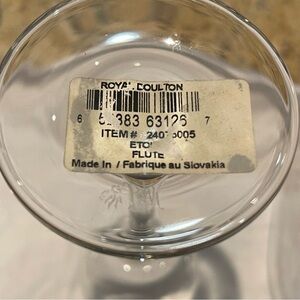 ROYAL DOULTON
6 383 63126 7
ITEM#
FLUTE
Made In / Fabrique au Slovakia